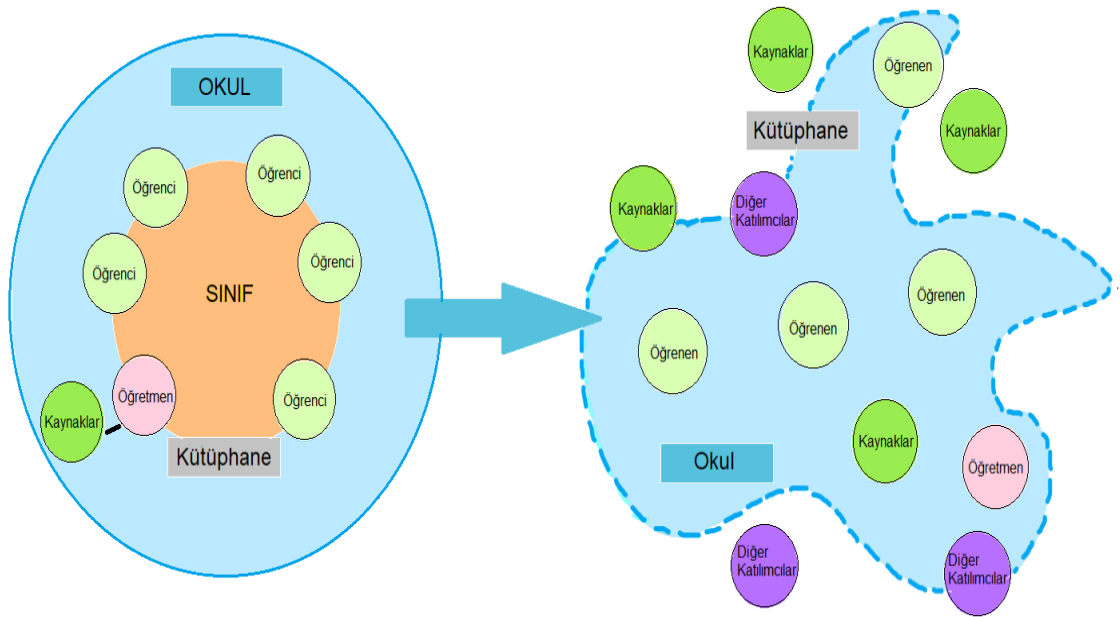 OKUL
Öğrenci
Öğrenci
Öğrenci
Öğrenci
SINIF
Öğretmen
Öğrenci
Kaynaklar
Kütüphane
Kaynaklar
Öğrenen
Kütüphane
Kaynaklar
Kaynaklar
Diğer
Katılımcılar
Öğrenen
Öğrenen
Öğrenen
Kaynaklar
Okul
Öğretmen
Diğer
Katılımcılar
Diğer
Katılımcılar